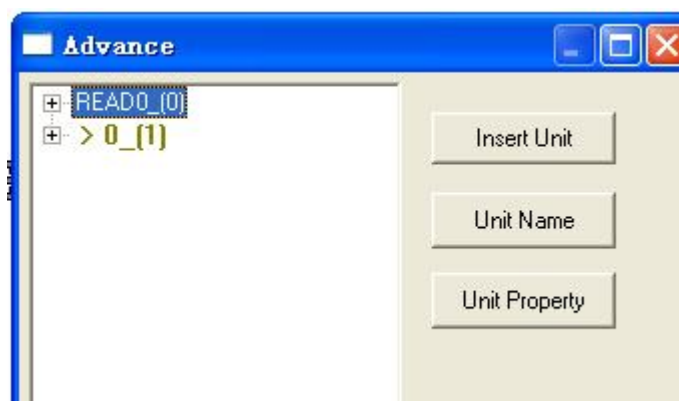 Advance
READ0_(0)
> 0_(1)
Insert Unit
Unit Name
Unit Property